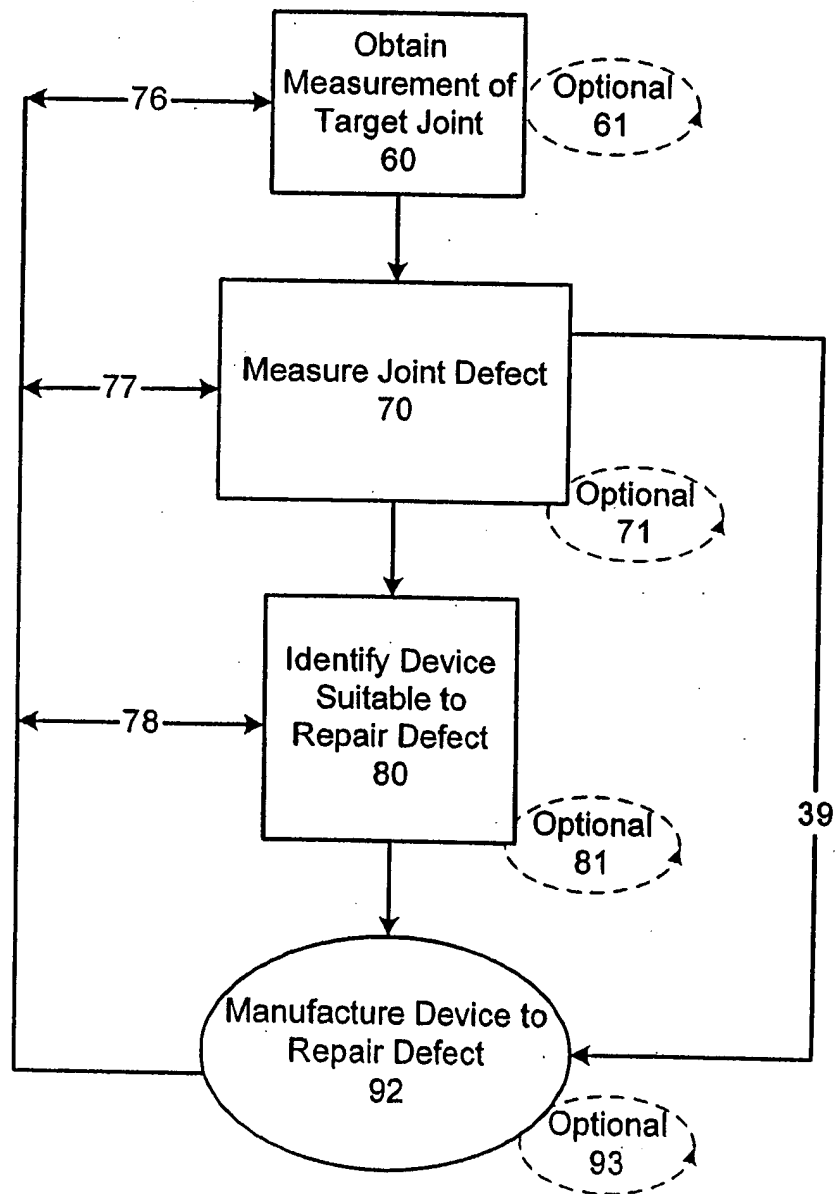 Obtain
Measurement of
Target Joint
60
Optional
61
76
Measure Joint Defect
70
77
Optional
71
Identify Device
Suitable to
Repair Defect
80
78
39
Optional
81
Manufacture Device to
Repair Defect
92
Optional
93